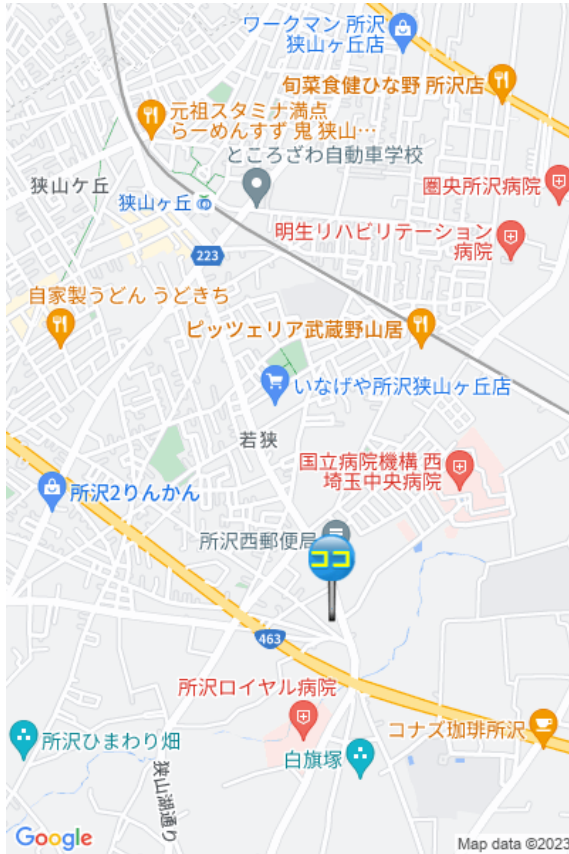 ワークマン 所沢
狭山ヶ丘店
旬菜食健ひな野 所沢店
元祖スタミナ満点
らーめんすず 鬼 狭山…
ところざわ自動車学校
圏央所沢病院
狭山ケ丘
狭山ヶ丘
明生リハビリテーション
病院
223
自家製うどん うどきち
ピッツェリア武蔵野山居
いなげや所沢狭山ヶ丘店
若狭
国立病院機構 西
埼玉中央病院
所沢2りんかん
所沢西郵便局
ココ
463
所沢ロイヤル病院
コナズ珈琲所沢
所沢ひまわり畑
白旗塚
狭山湖通り
Google
Map data ©2023